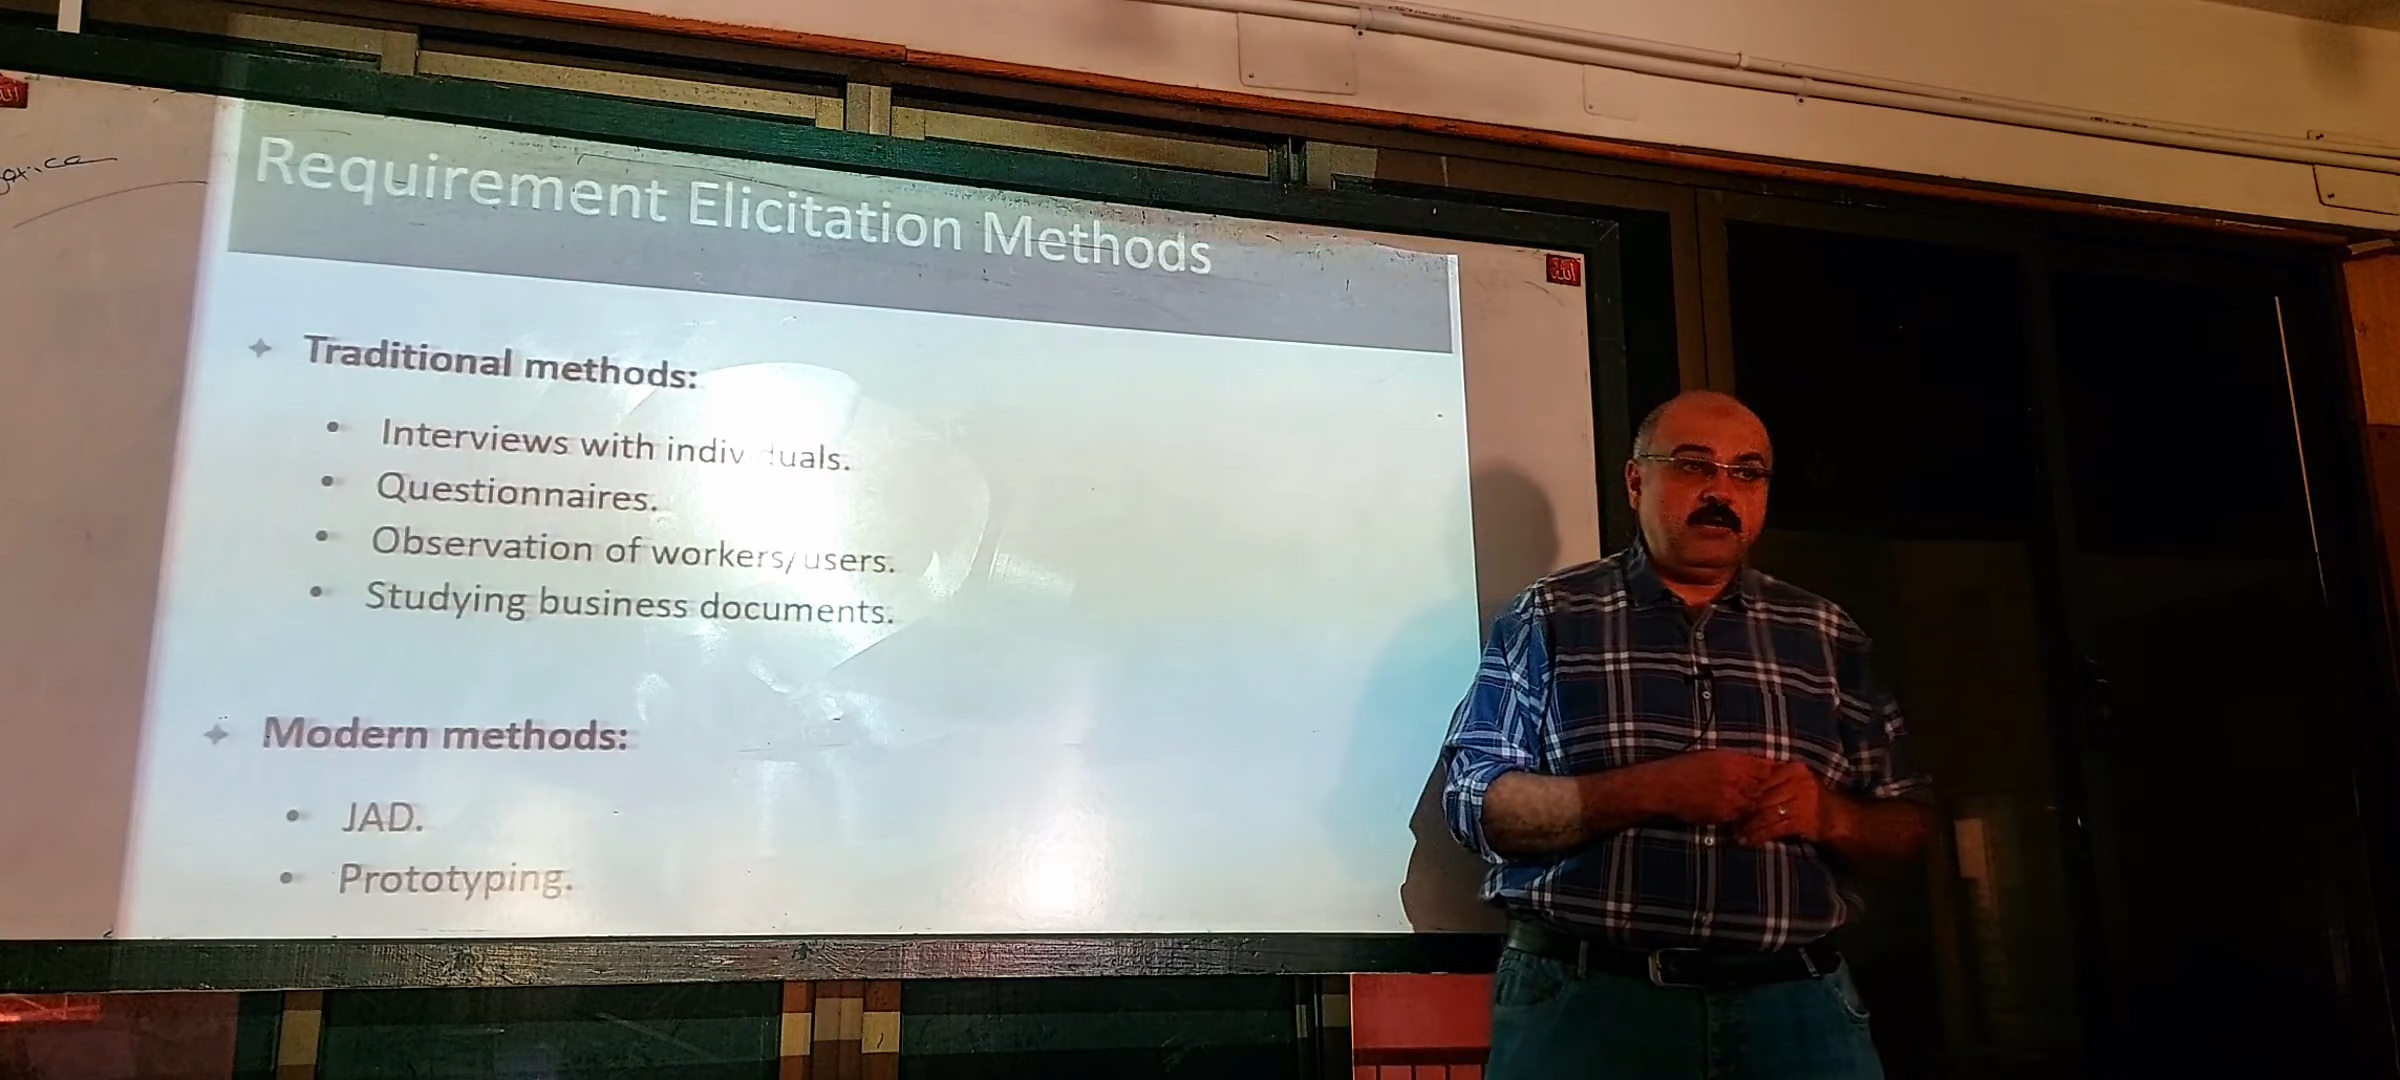 Requirement Elicitation Methods
Traditional methods:
• Interviews with individuals.
• Questionnaires.
• Observation of workers/users.
• Studying business documents.
Modern methods:
• JAD.
• Prototyping.
الله